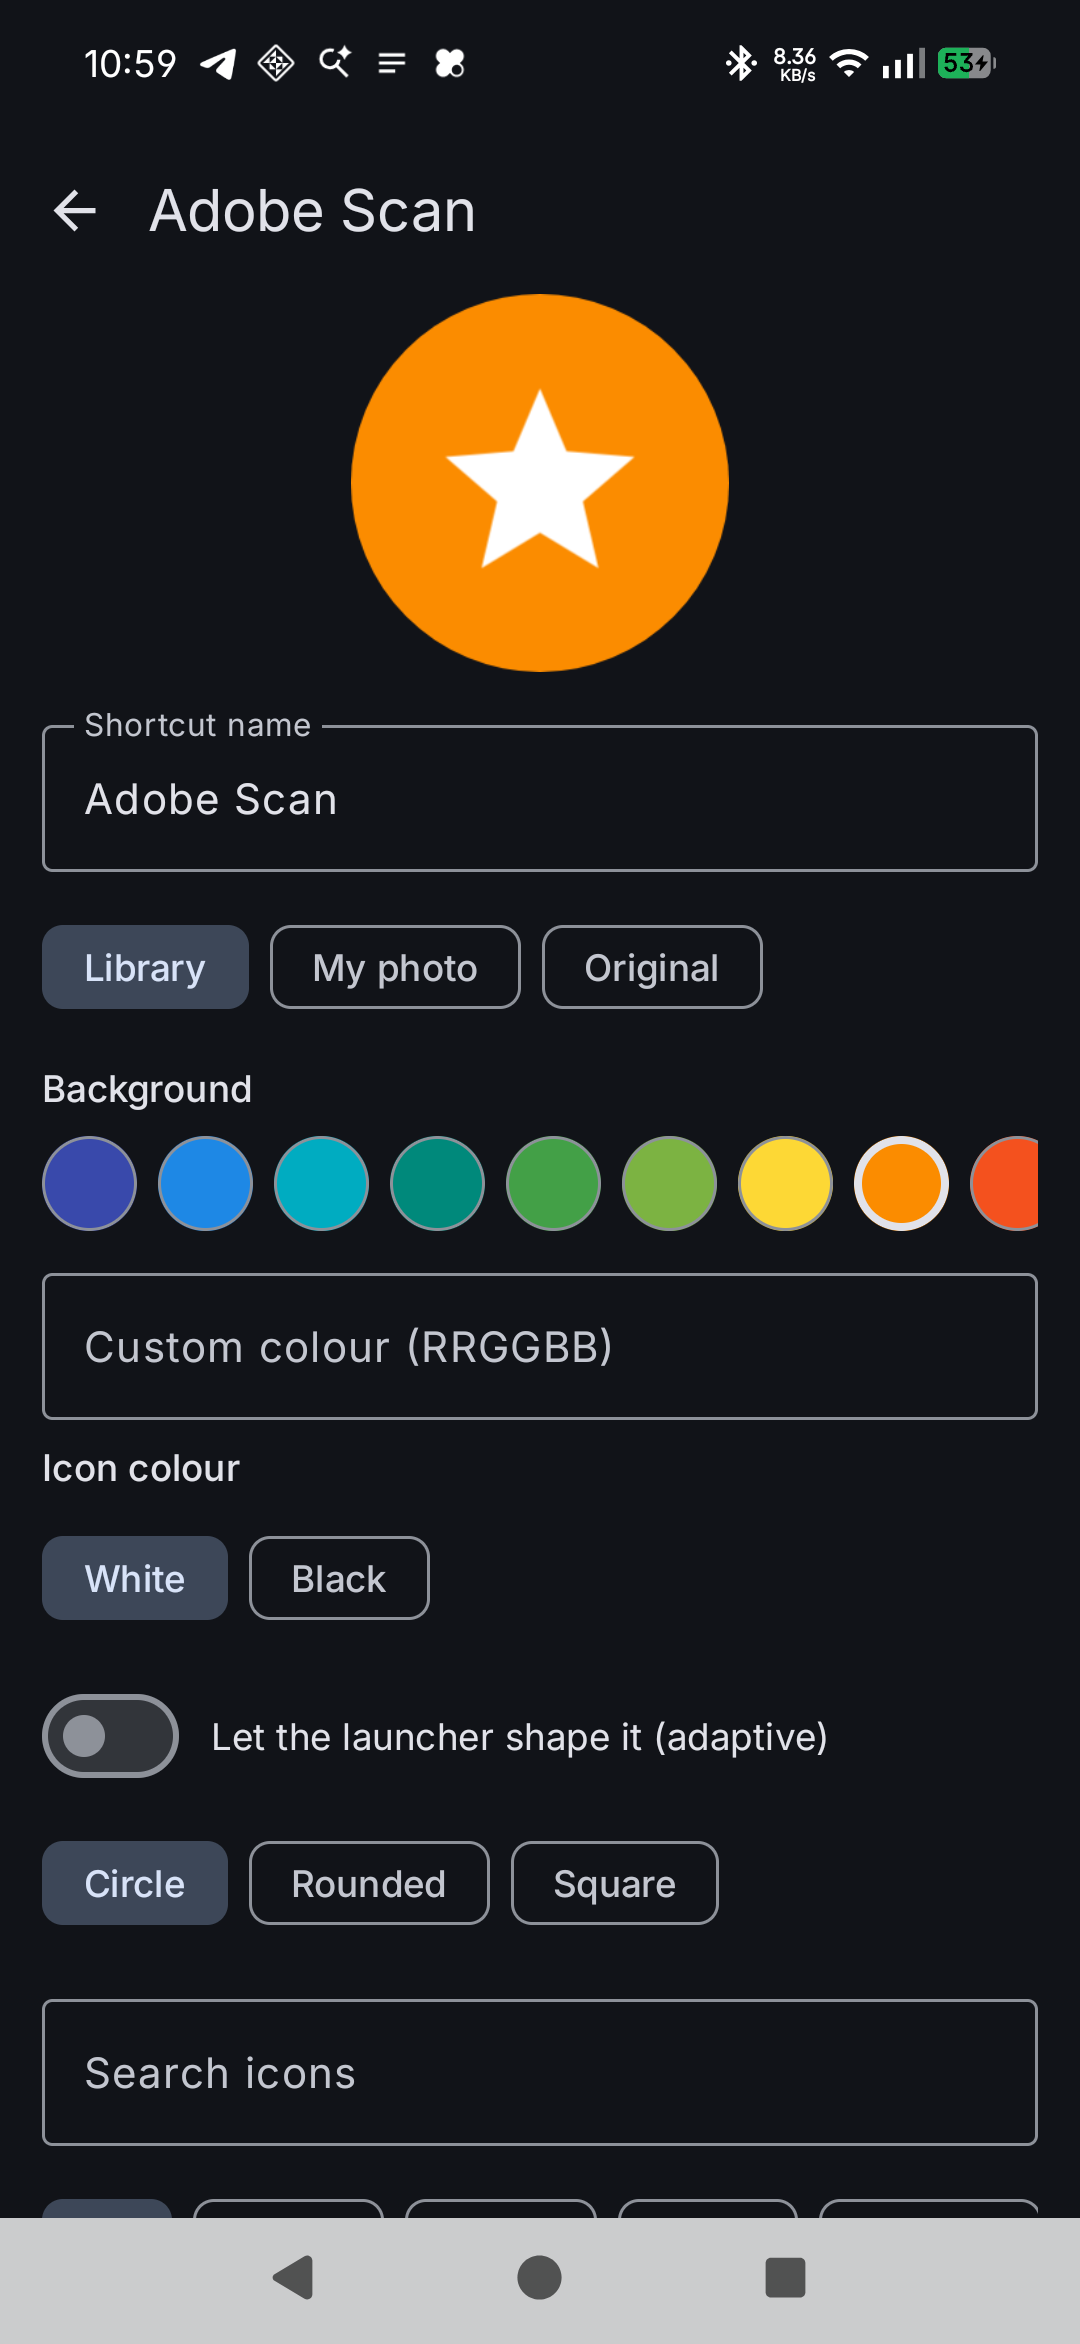 10:59
8.36
KB/s
53
Adobe Scan
Shortcut name
Adobe Scan
Library
My photo
Original
Background
Custom colour (RRGGBB)
Icon colour
White
Black
Let the launcher shape it (adaptive)
Circle
Rounded
Square
Search icons